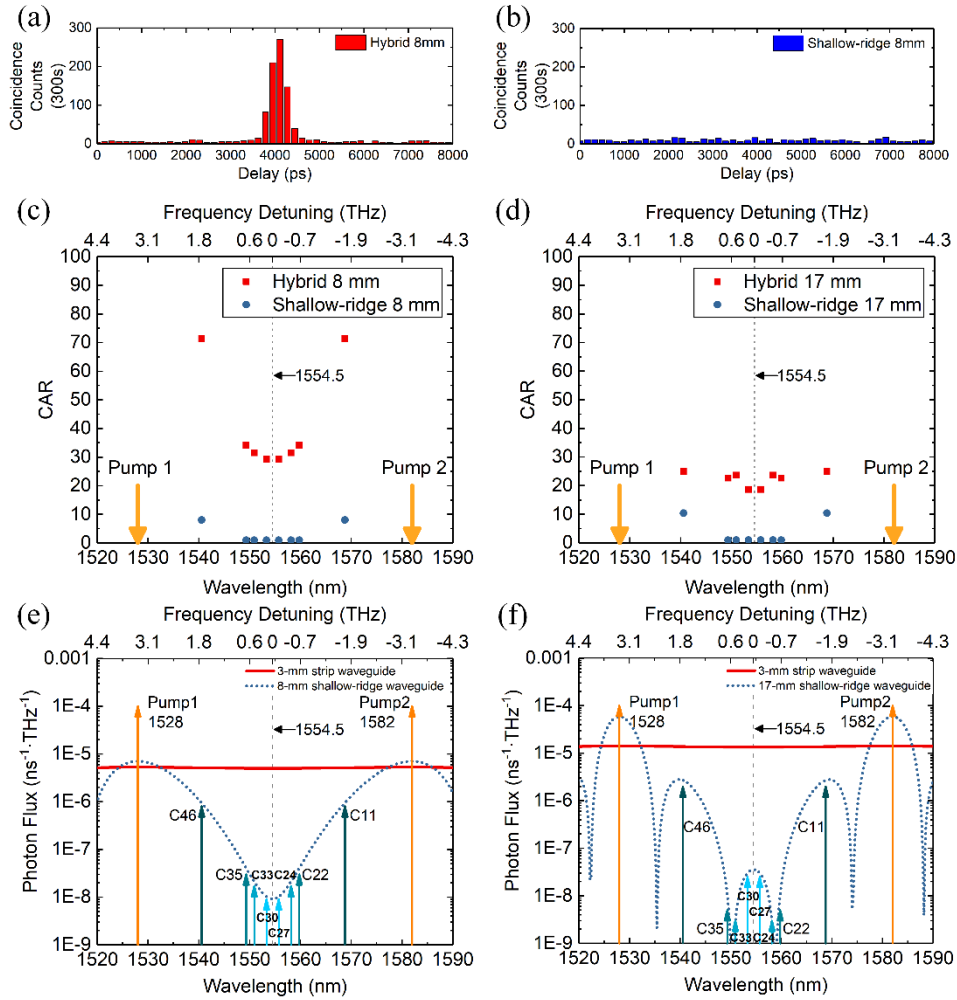 (a)
300
200
100
0
Coincidence
Counts
(300s)
Hybrid 8mm
0 1000 2000 3000 4000 5000 6000 7000 8000
Delay (ps)
(b)
300
200
100
0
Coincidence
Counts
(300s)
Shallow-ridge 8mm
0 1000 2000 3000 4000 5000 6000 7000 8000
Delay (ps)
(c)
Frequency Detuning (THz)
4.4 3.1 1.8 0.6 0 -0.7 -1.9 -3.1 -4.3
100
90
80
70
60
50
40
30
20
10
0
CAR
Hybrid 8 mm
Shallow-ridge 8 mm
1554.5
Pump 1
Pump 2
1520 1530 1540 1550 1560 1570 1580 1590
Wavelength (nm)
(d)
Frequency Detuning (THz)
4.4 3.1 1.8 0.6 0 -0.7 -1.9 -3.1 -4.3
100
90
80
70
60
50
40
30
20
10
0
CAR
Hybrid 17 mm
Shallow-ridge 17 mm
1554.5
Pump 1
Pump 2
1520 1530 1540 1550 1560 1570 1580 1590
Wavelength (nm)
(e)
Frequency Detuning (THz)
4.4 3.1 1.8 0.6 0 -0.7 -1.9 -3.1 -4.3
0.001
1E-4
1E-5
1E-6
1E-7
1E-8
1E-9
Photon Flux (ns⁻¹·THz⁻¹)
3-mm strip waveguide
8-mm shallow-ridge waveguide
Pump1
1528
Pump2
1582
1554.5
C46
C11
C35
C33
C24
C22
C30
C27
1520 1530 1540 1550 1560 1570 1580 1590
Wavelength (nm)
(f)
Frequency Detuning (THz)
4.4 3.1 1.8 0.6 0 -0.7 -1.9 -3.1 -4.3
0.001
1E-4
1E-5
1E-6
1E-7
1E-8
1E-9
Photon Flux (ns⁻¹·THz⁻¹)
3-mm strip waveguide
17-mm shallow-ridge waveguide
Pump1
1528
Pump2
1582
1554.5
C46
C11
C30
C27
C35
C33
C24
C22
1520 1530 1540 1550 1560 1570 1580 1590
Wavelength (nm)